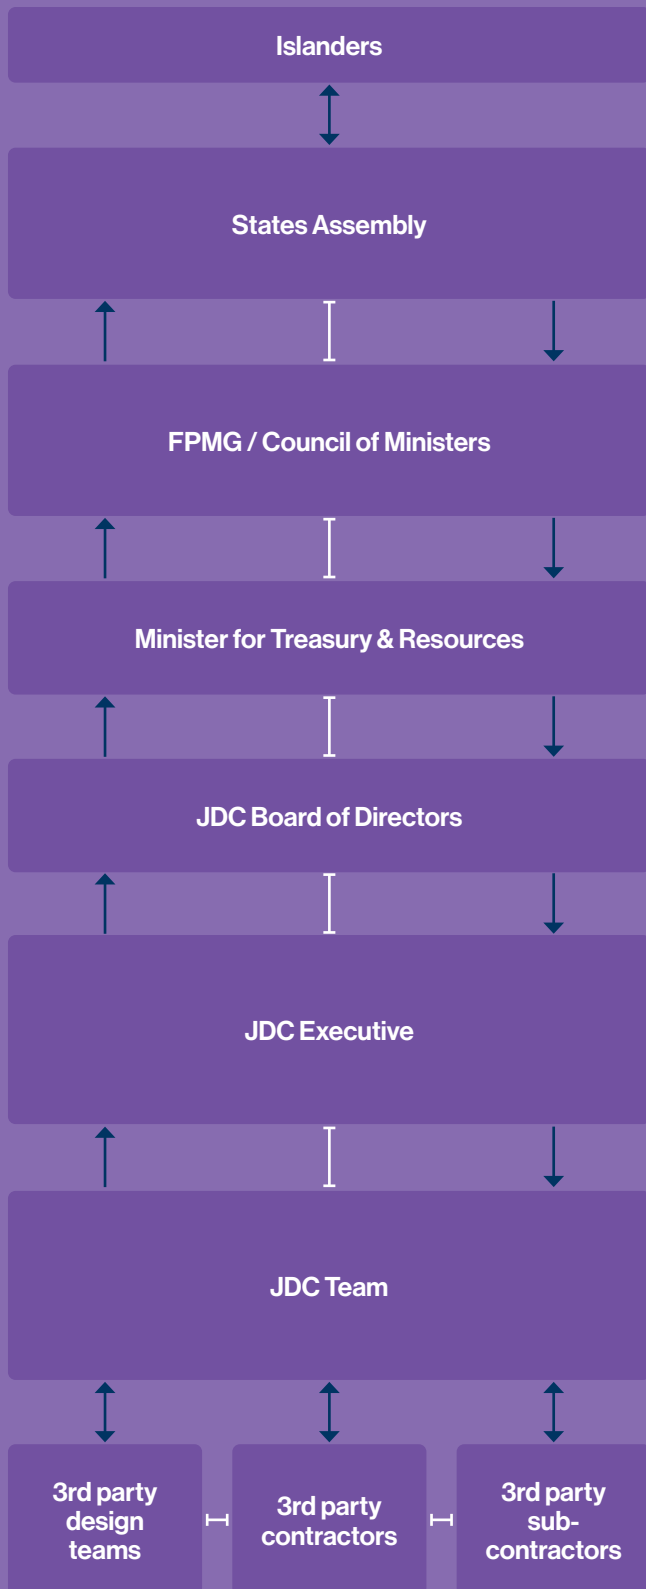 Islanders
States Assembly
FPMG / Council of Ministers
Minister for Treasury & Resources
JDC Board of Directors
JDC Executive
JDC Team
3rd party
design
teams
3rd party
contractors
3rd party
sub-
contractors